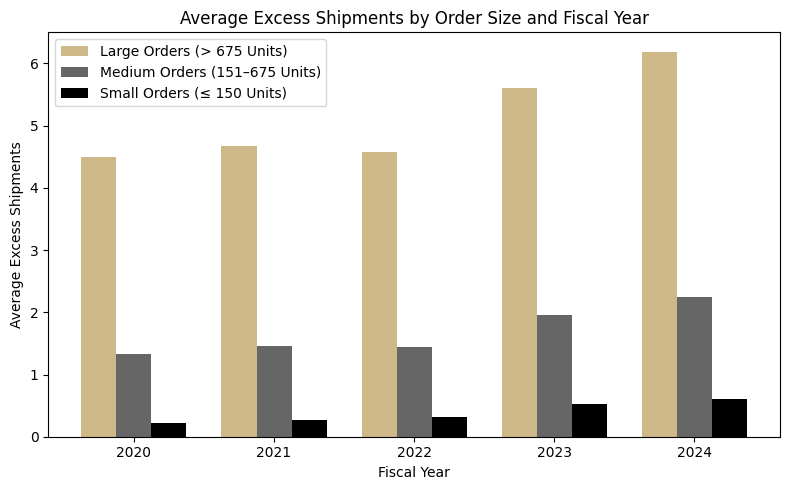 Average Excess Shipments by Order Size and Fiscal Year
Large Orders (> 675 Units)
Medium Orders (151–675 Units)
Small Orders (≤ 150 Units)
Average Excess Shipments
6
5
4
3
2
1
0
2020
2021
2022
2023
2024
Fiscal Year